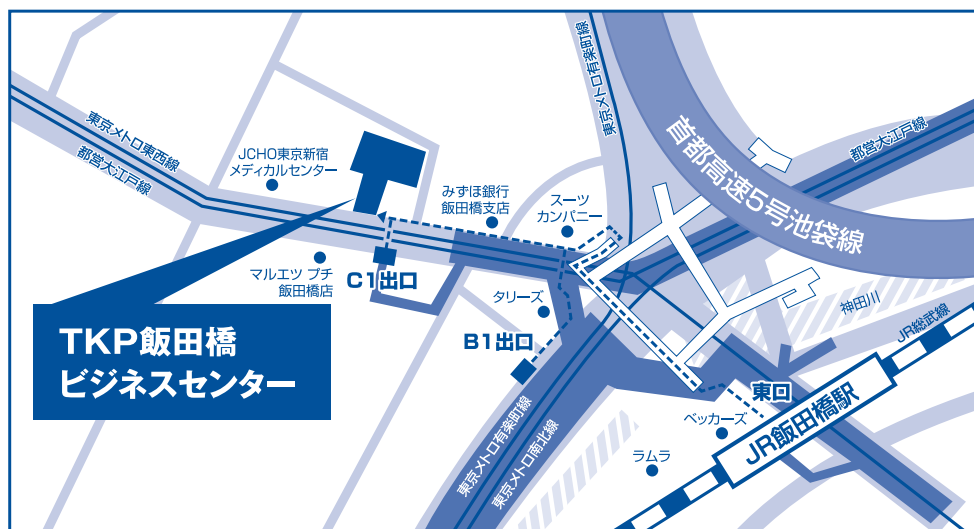 東京メトロ有楽町線
首都高速5号池袋線
都営大江戸線
東京メトロ東西線
都営大江戸線
JCHO東京新宿
メディカルセンター
みずほ銀行
飯田橋支店
スーツ
カンパニー
マルエツ プチ
飯田橋店
C1出口
タリーズ
B1出口
神田川
JR総武線
TKP飯田橋
ビジネスセンター
東口
ベッカーズ
JR飯田橋駅
ラムラ
東京メトロ有楽町線
東京メトロ南北線